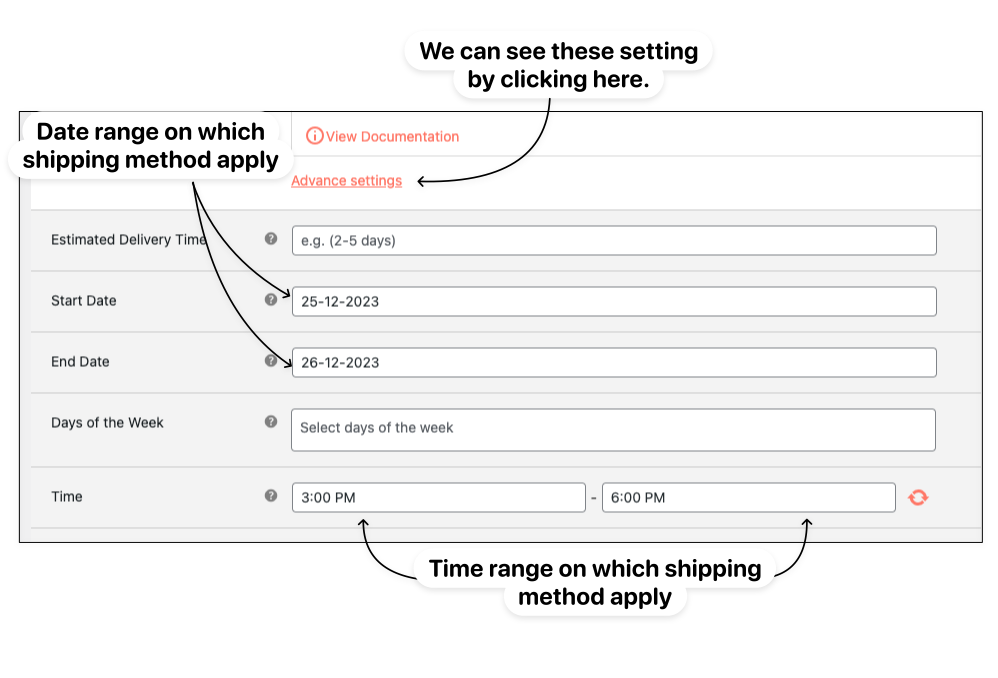 We can see these setting
by clicking here.
Date range on which
shipping method apply
View Documentation
Advance settings
Estimated Delivery Time
e.g. (2-5 days)
Start Date
25-12-2023
End Date
26-12-2023
Days of the Week
Select days of the week
Time
3:00 PM - 6:00 PM
Time range on which shipping
method apply